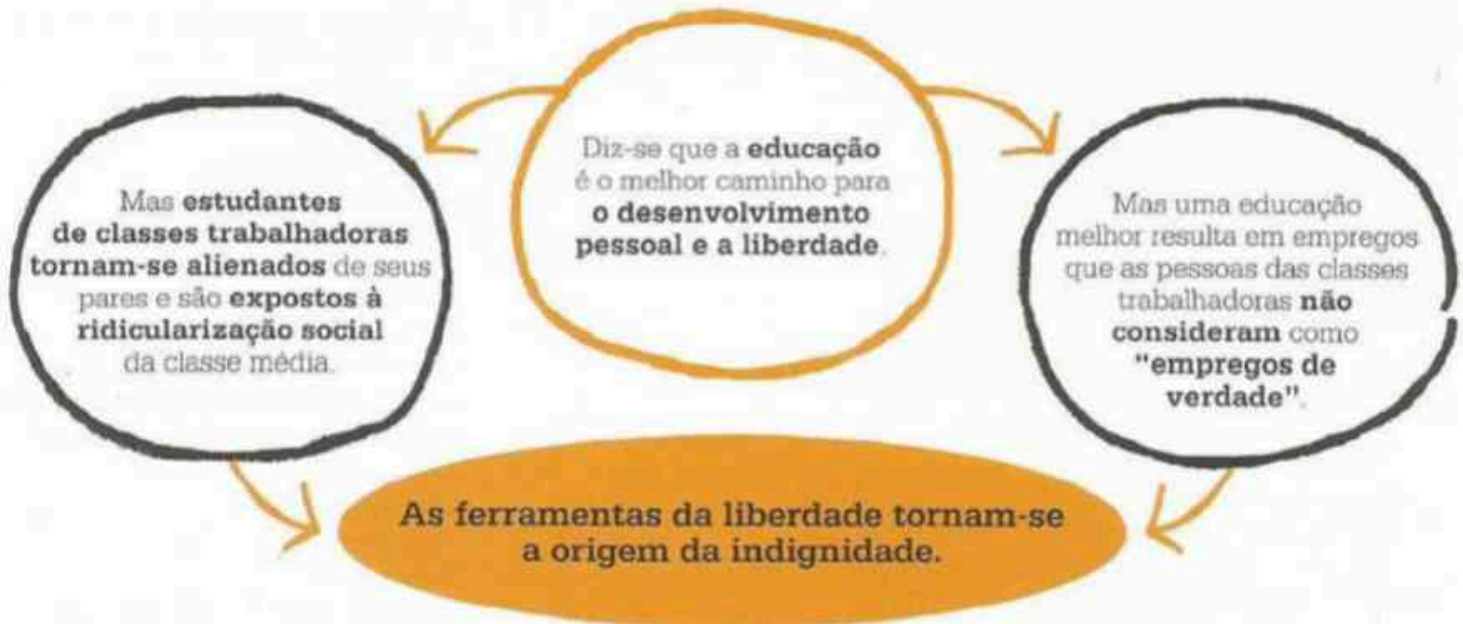 Diz-se que a educação
é o melhor caminho para
o desenvolvimento
pessoal e a liberdade.
Mas estudantes
de classes trabalhadoras
tornam-se alienados de seus
pares e são expostos à
ridicularização social
da classe média.
Mas uma educação
melhor resulta em empregos
que as pessoas das classes
trabalhadoras não
consideram como
"empregos de
verdade".
As ferramentas da liberdade tornam-se
a origem da indignidade.